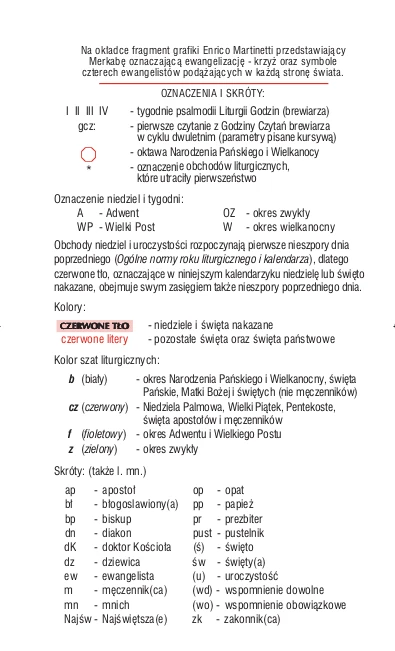 Na okładce fragment grafiki Enrico Martinetti przedstawiający
Merkabę oznaczającą ewangelizację - krzyż oraz symbole
czterech ewangelistów podążających w każdą stronę świata.
OZNACZENIA I SKRÓTY:
I II III IV - tygodnie psalmodii Liturgii Godzin (brewiarza)
gcz: - pierwsze czytanie z Godziny Czytań brewiarza
w cyklu dwuletnim (parametry pisane kursywą)
- oktawa Narodzenia Pańskiego i Wielkanocy
* - oznaczenie obchodów liturgicznych,
które utraciły pierwszeństwo
Oznaczenie niedziel i tygodni:
A - Adwent OZ - okres zwykły
WP - Wielki Post W - okres wielkanocny
Obchody niedziel i uroczystości rozpoczynają pierwsze nieszpory dnia
poprzedniego (Ogólne normy roku liturgicznego i kalendarza), dlatego
czerwone tło, oznaczające w niniejszym kalendarzyku niedzielę lub święto
nakazane, obejmuje swym zasięgiem także nieszpory poprzedniego dnia.
Kolory:
CZERWONE TŁO - niedziele i święta nakazane
czerwone litery - pozostałe święta oraz święta państwowe
Kolor szat liturgicznych:
b (biały) - okres Narodzenia Pańskiego i Wielkanocny, święta
Pańskie, Matki Bożej i świętych (nie męczenników)
cz (czerwony) - Niedziela Palmowa, Wielki Piątek, Pentekoste,
święta apostołów i męczenników
f (fioletowy) - okres Adwentu i Wielkiego Postu
z (zielony) - okres zwykły
Skróty: (także l. mn.)
ap - apostoł op - opat
bł - błogosławiony(a) pp - papież
bp - biskup pr - prezbiter
dn - diakon pust - pustelnik
dK - doktor Kościoła (ś) - święto
dz - dziewica św - święty(a)
ew - ewangelista (u) - uroczystość
m - męczennik(ca) (wd) - wspomnienie dowolne
mn - mnich (wo) - wspomnienie obowiązkowe
Najśw - Najświętsza(e) zk - zakonnik(ca)